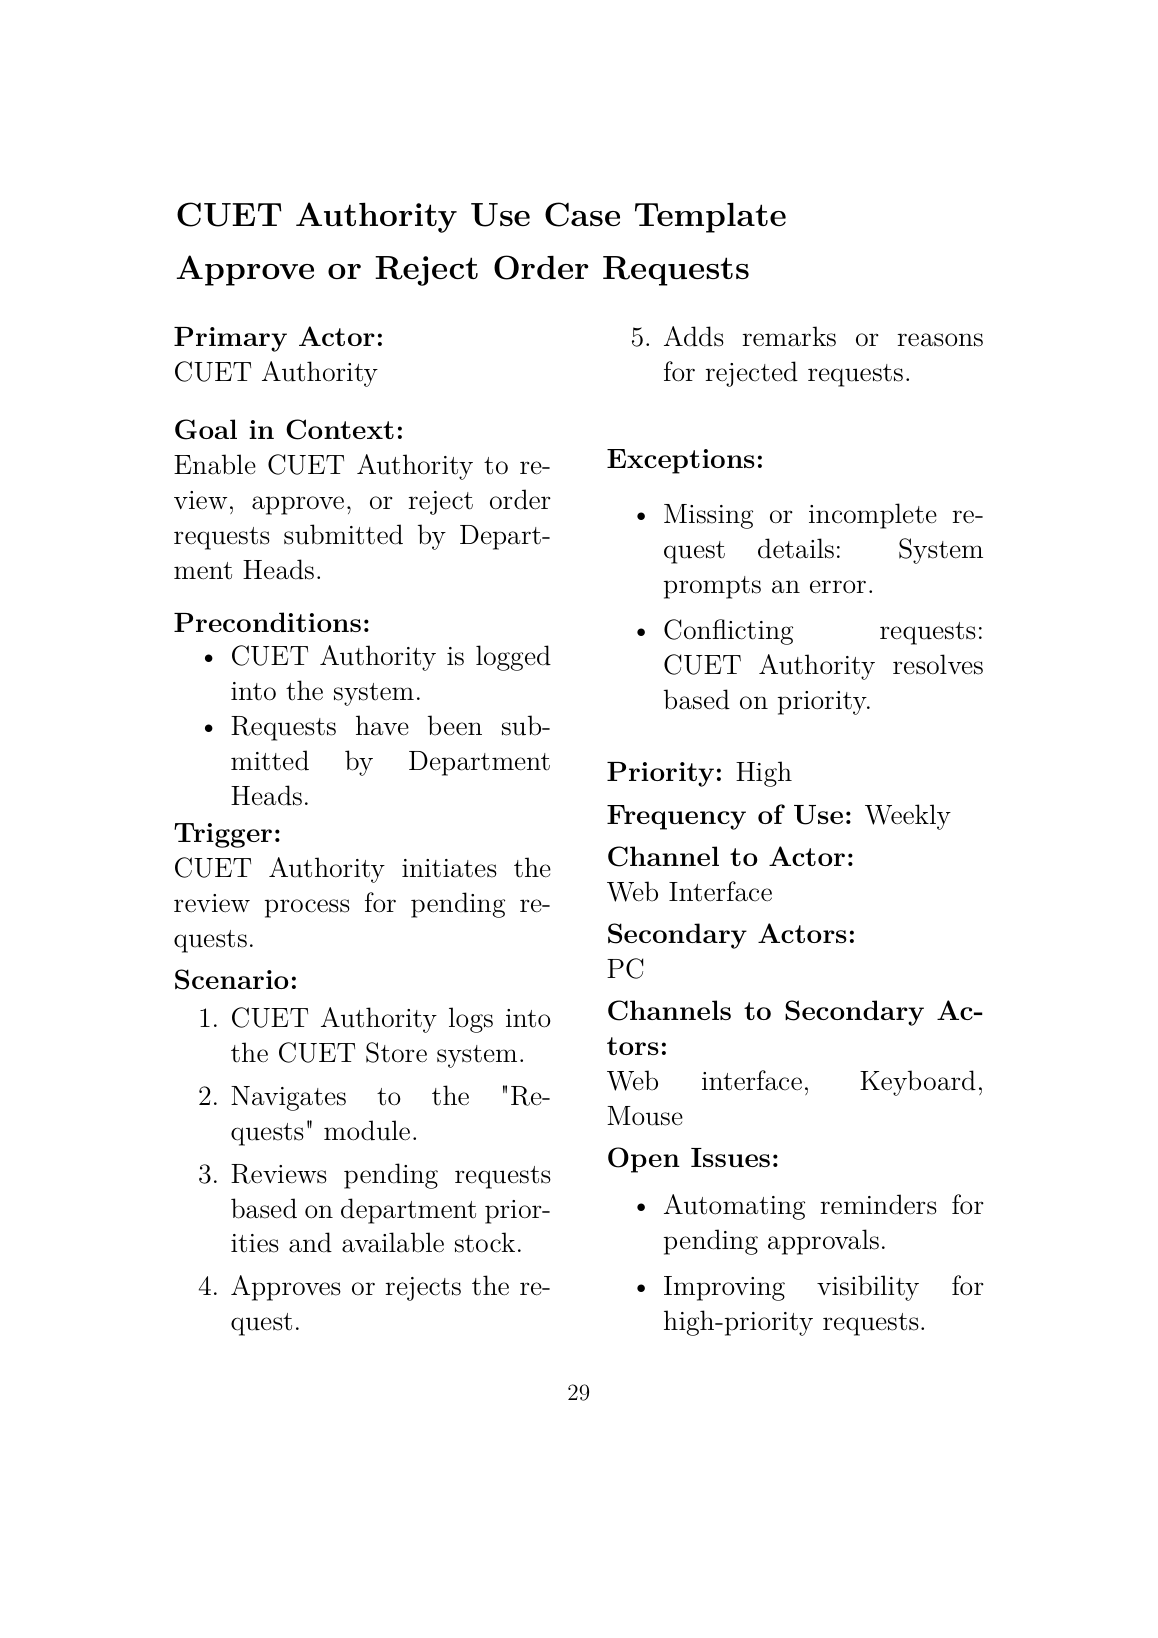 CUET Authority Use Case Template
Approve or Reject Order Requests
Primary Actor:
CUET Authority
Goal in Context:
Enable CUET Authority to re-
view, approve, or reject order
requests submitted by Depart-
ment Heads.
Preconditions:
• CUET Authority is logged
into the system.
• Requests have been sub-
mitted by Department
Heads.
Trigger:
CUET Authority initiates the
review process for pending re-
quests.
Scenario:
1. CUET Authority logs into
the CUET Store system.
2. Navigates to the "Re-
quests" module.
3. Reviews pending requests
based on department prior-
ities and available stock.
4. Approves or rejects the re-
quest.
5. Adds remarks or reasons
for rejected requests.
Exceptions:
• Missing or incomplete re-
quest details: System
prompts an error.
• Conflicting requests:
CUET Authority resolves
based on priority.
Priority: High
Frequency of Use: Weekly
Channel to Actor:
Web Interface
Secondary Actors:
PC
Channels to Secondary Ac-
tors:
Web interface, Keyboard,
Mouse
Open Issues:
• Automating reminders for
pending approvals.
• Improving visibility for
high-priority requests.
29